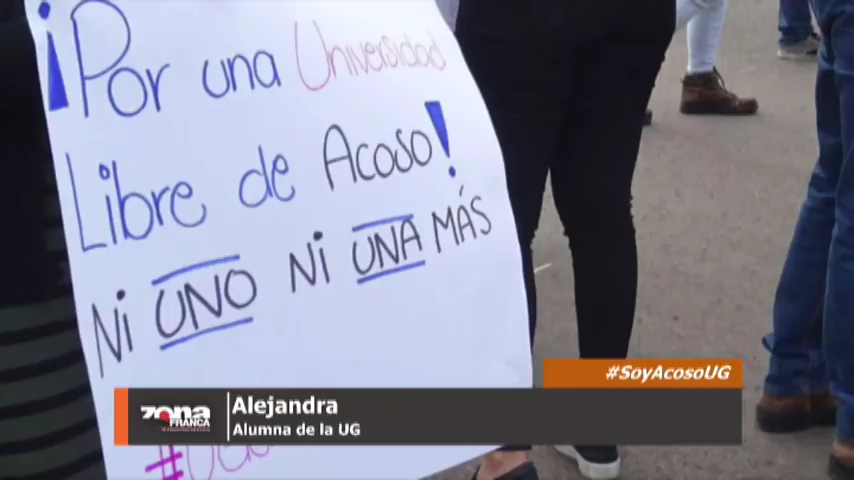 ¡Por una Universidad
Libre de Acoso!
Ni UNO Ni UNA MÁS
#SoyAcosoUG
ZONA
FRANCA
Alejandra
Alumna de la UG